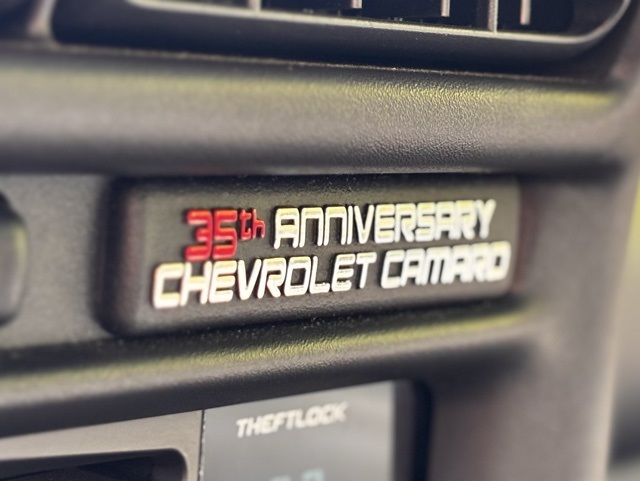 35th ANNIVERSARY
CHEVROLET CAMARO
THEFTLOCK